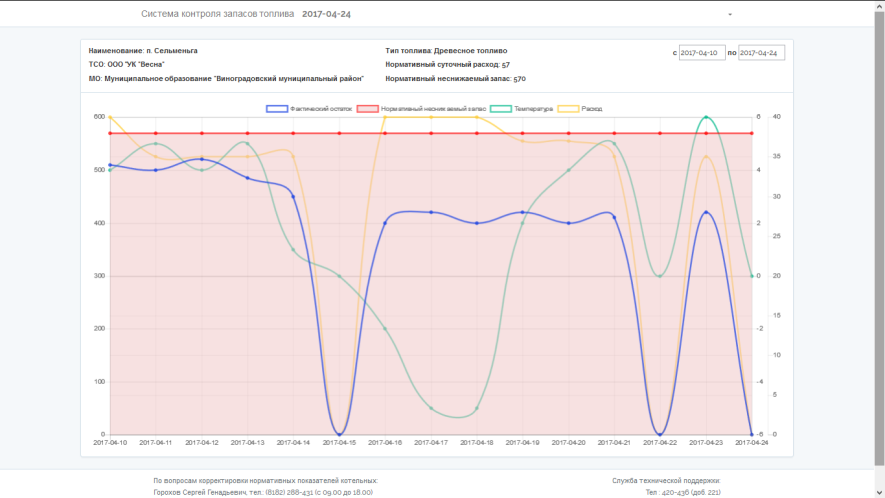 Система контроля запасов топлива 2017-04-24
Наименование: п. Сельменьга
ТСО: ООО "УК "Весна"
МО: Муниципальное образование "Виноградовский муниципальный район"
Тип топлива: Древесное топливо
Нормативный суточный расход: 57
Нормативный неснижаемый запас: 570
с 2017-04-10 по 2017-04-24
Фактический остаток Нормативный неснижаемый запас Температура Расход
600 6 40
35
500 4
30
400 2
25
300 0 20
15
200 -2
10
100 -4
5
0 -6 0
2017-04-10 2017-04-11 2017-04-12 2017-04-13 2017-04-14 2017-04-15 2017-04-16 2017-04-17 2017-04-18 2017-04-19 2017-04-20 2017-04-21 2017-04-22 2017-04-23 2017-04-24
По вопросам корректировки нормативных показателей котельных:
Горохов Сергей Генадьевич, тел.: (8182) 288-431 (с 09.00 до 18.00)
Служба технической поддержки:
Тел : 420-436 (доб. 221)